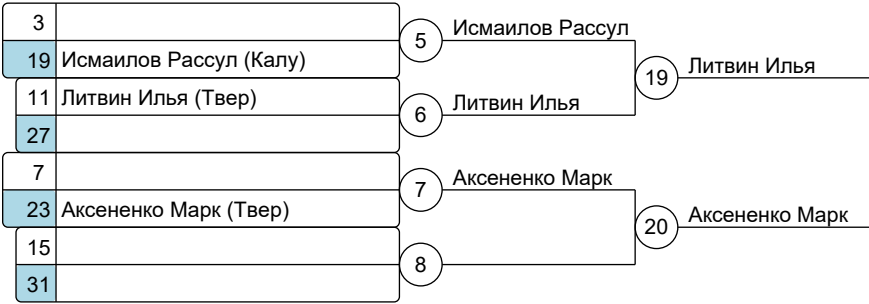 3
5
Исмаилов Рассул
19 Исмаилов Рассул (Калу)
19
Литвин Илья
11 Литвин Илья (Твер)
6
Литвин Илья
27
7
7
Аксененко Марк
23 Аксененко Марк (Твер)
20
Аксененко Марк
15
8
31